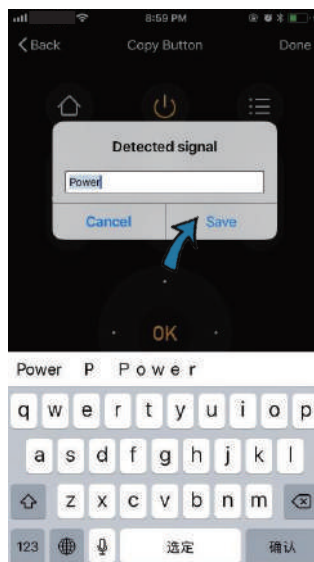 8:59 PM
Back Copy Button Done
Detected signal
Power
Cancel Save
OK
Power P P o w e r
q w e r t y u i o p
a s d f g h j k l
z x c v b n m
123 选定 确认